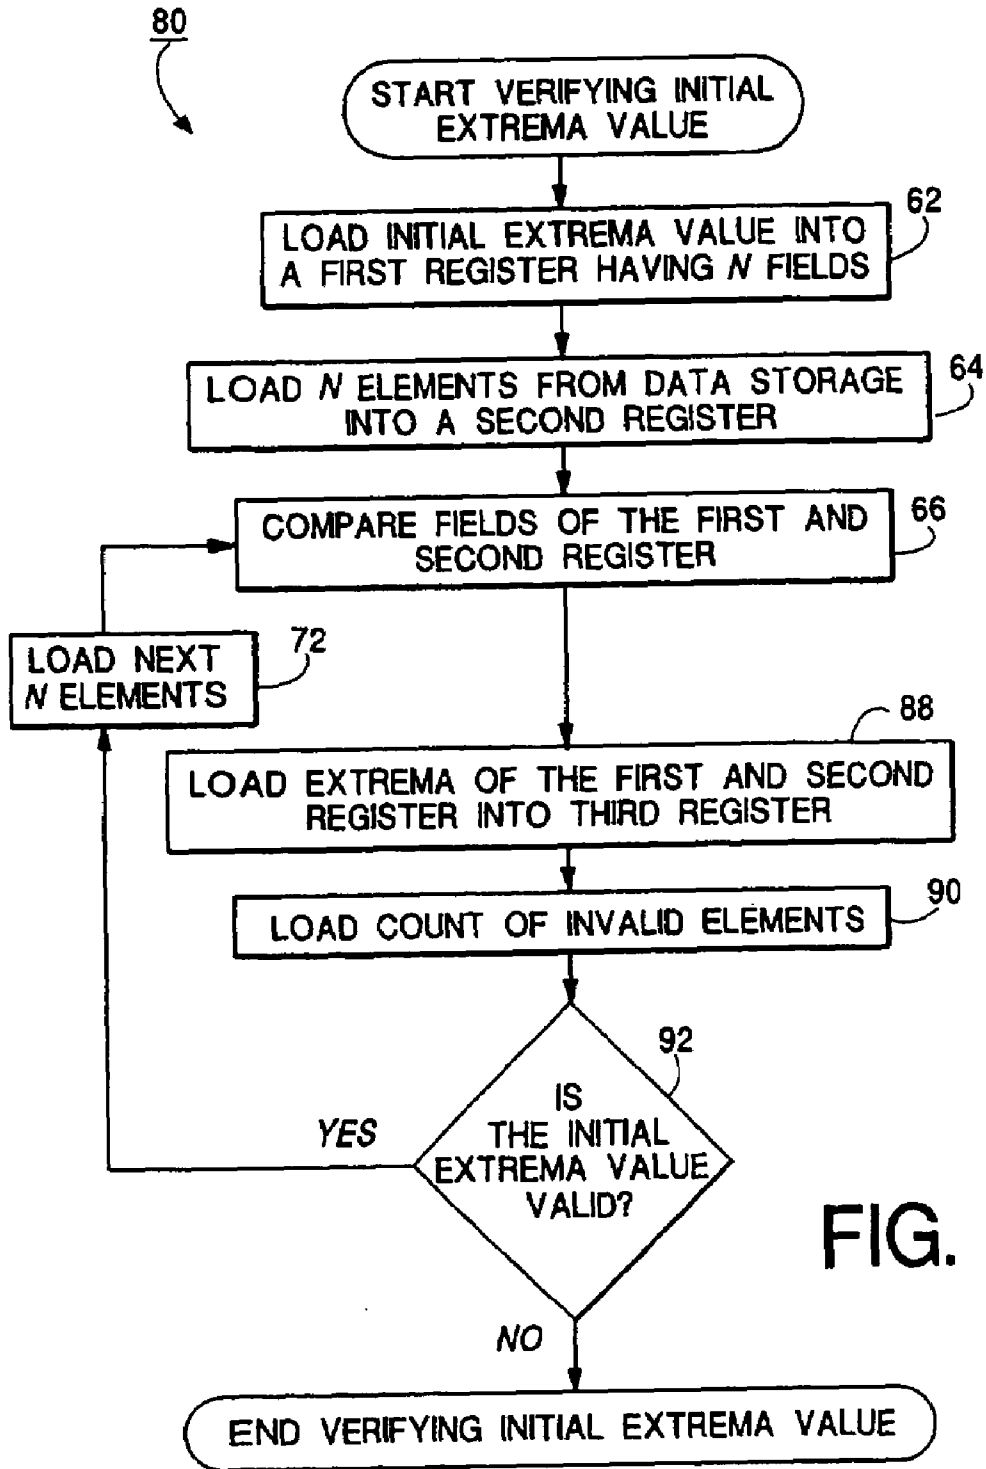 80
START VERIFYING INITIAL
EXTREMA VALUE
62
LOAD INITIAL EXTREMA VALUE INTO
A FIRST REGISTER HAVING N FIELDS
64
LOAD N ELEMENTS FROM DATA STORAGE
INTO A SECOND REGISTER
66
COMPARE FIELDS OF THE FIRST AND
SECOND REGISTER
72
LOAD NEXT
N ELEMENTS
88
LOAD EXTREMA OF THE FIRST AND SECOND
REGISTER INTO THIRD REGISTER
90
LOAD COUNT OF INVALID ELEMENTS
92
IS
THE INITIAL
EXTREMA VALUE
VALID?
YES
NO
FIG.
END VERIFYING INITIAL EXTREMA VALUE